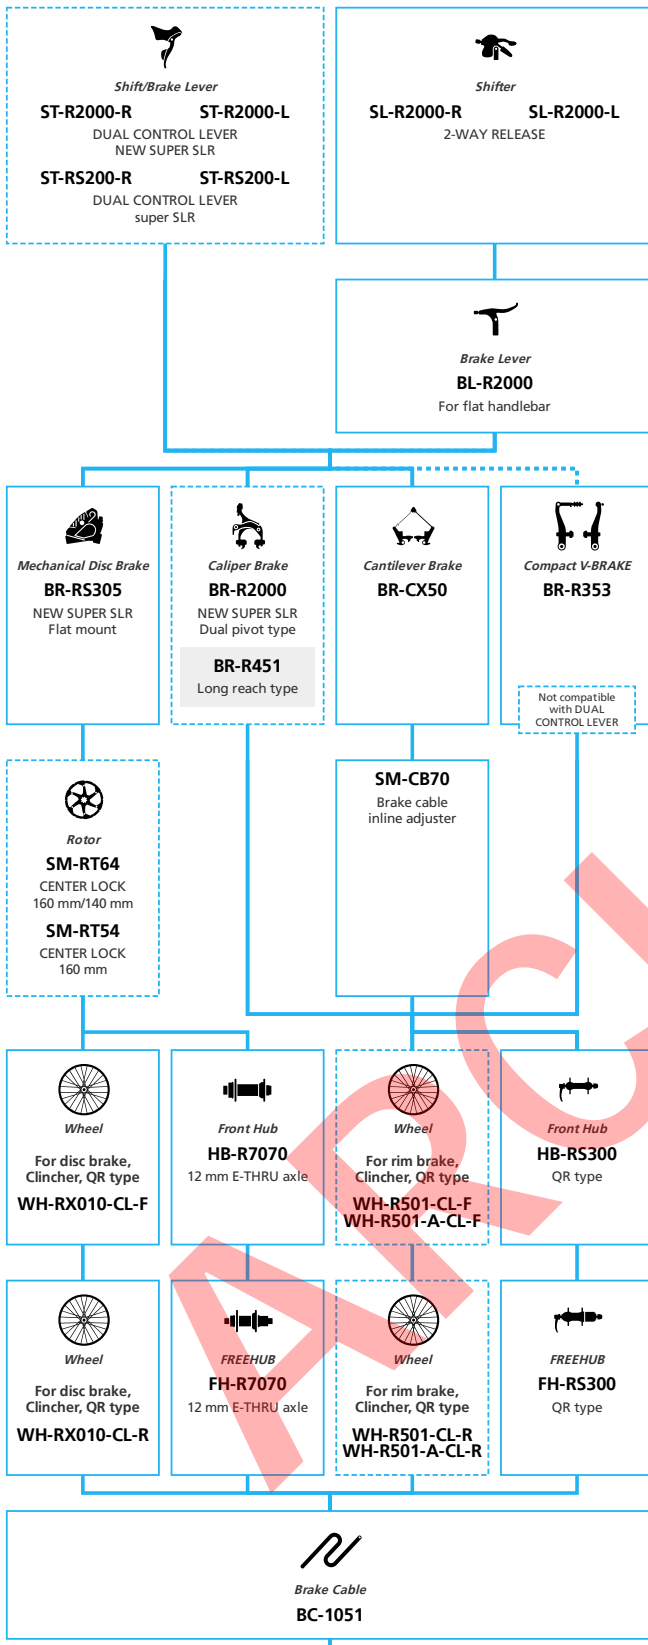 Shift/Brake Lever
ST-R2000-R ST-R2000-L
DUAL CONTROL LEVER
NEW SUPER SLR
ST-RS200-R ST-RS200-L
DUAL CONTROL LEVER
super SLR
Shifter
SL-R2000-R SL-R2000-L
2-WAY RELEASE
Brake Lever
BL-R2000
For flat handlebar
Mechanical Disc Brake
BR-RS305
NEW SUPER SLR
Flat mount
Caliper Brake
BR-R2000
NEW SUPER SLR
Dual pivot type
BR-R451
Long reach type
Cantilever Brake
BR-CX50
Compact V-BRAKE
BR-R353
Not compatible
with DUAL
CONTROL LEVER
Rotor
SM-RT64
CENTER LOCK
160 mm/140 mm
SM-RT54
CENTER LOCK
160 mm
SM-CB70
Brake cable
inline adjuster
Wheel
For disc brake,
Clincher, QR type
WH-RX010-CL-F
Front Hub
HB-R7070
12 mm E-THRU axle
Wheel
For rim brake,
Clincher, QR type
WH-R501-CL-F
WH-R501-A-CL-F
Front Hub
HB-RS300
QR type
Wheel
For disc brake,
Clincher, QR type
WH-RX010-CL-R
FREEHUB
FH-R7070
12 mm E-THRU axle
Wheel
For rim brake,
Clincher, QR type
WH-R501-CL-R
WH-R501-A-CL-R
FREEHUB
FH-RS300
QR type
Brake Cable
BC-1051
ARC